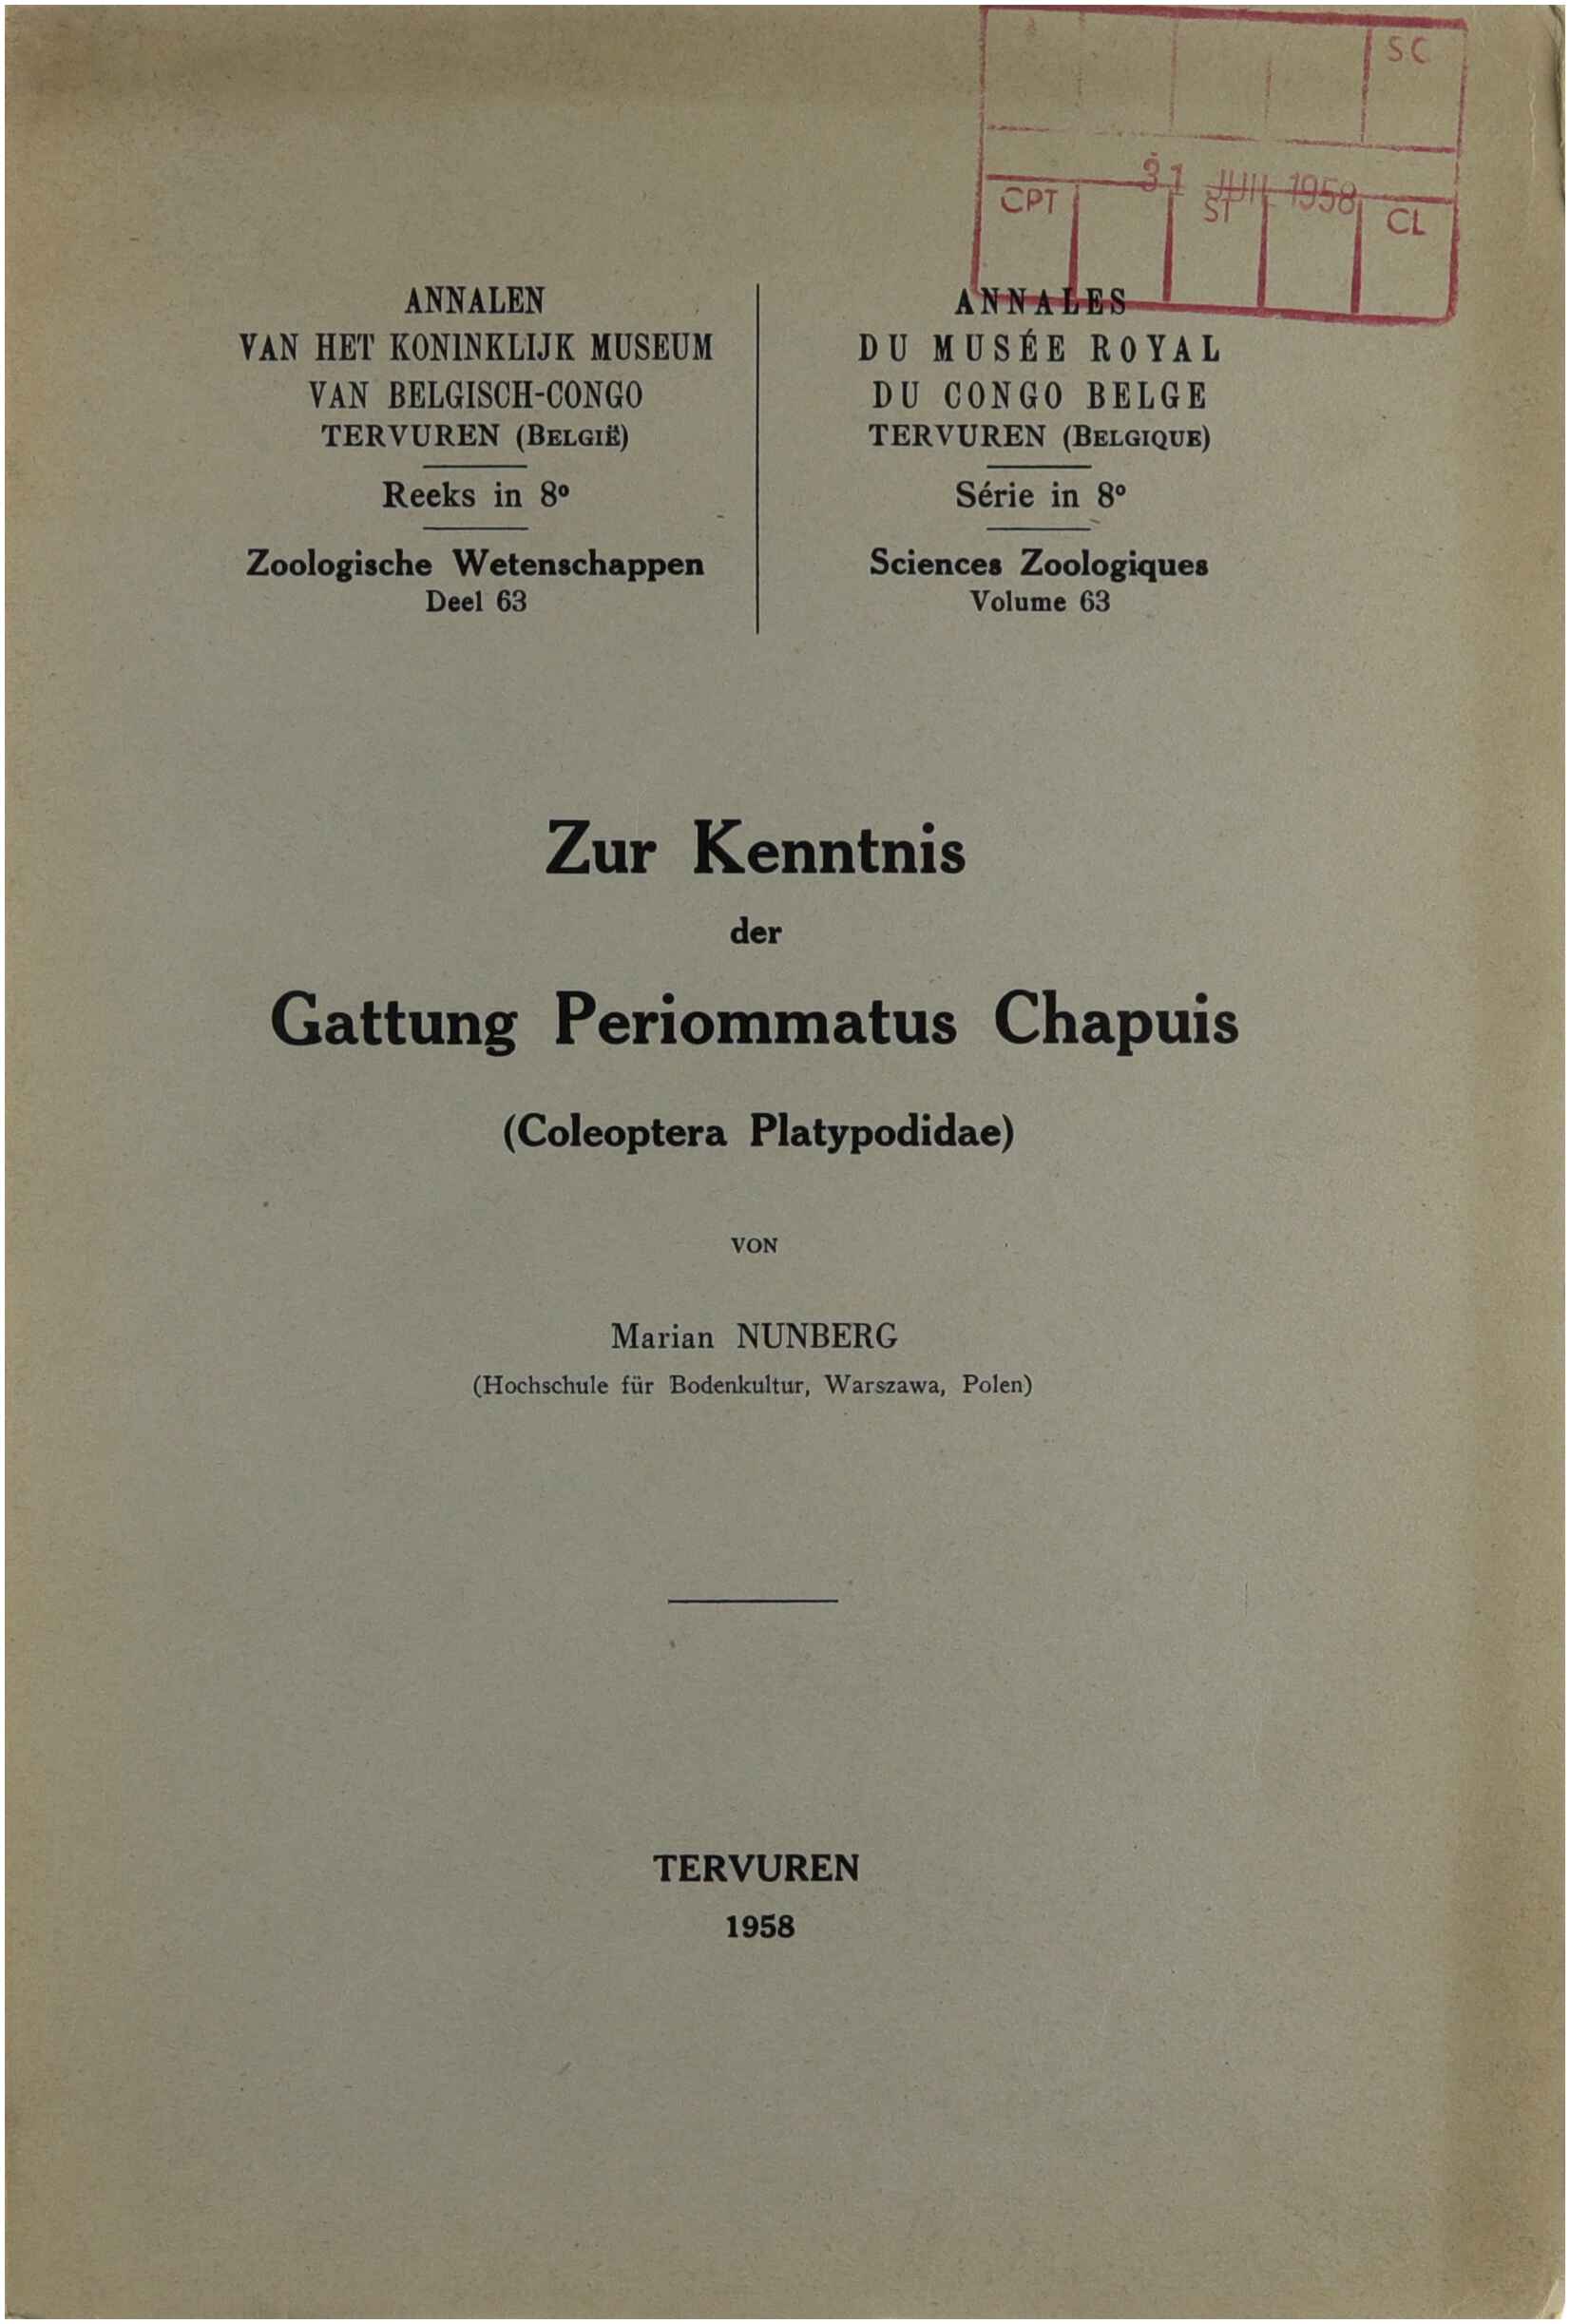 SC
31 JUIL 1958
CPT
ST
CL
ANNALEN
VAN HET KONINKLIJK MUSEUM
VAN BELGISCH-CONGO
TERVUREN (BELGIË)
Reeks in 8º
Zoologische Wetenschappen
Deel 63
ANNALES
DU MUSÉE ROYAL
DU CONGO BELGE
TERVUREN (BELGIQUE)
Série in 8º
Sciences Zoologiques
Volume 63
Zur Kenntnis
der
Gattung Periommatus Chapuis
(Coleoptera Platypodidae)
VON
Marian NUNBERG
(Hochschule für Bodenkultur, Warszawa, Polen)
TERVUREN
1958